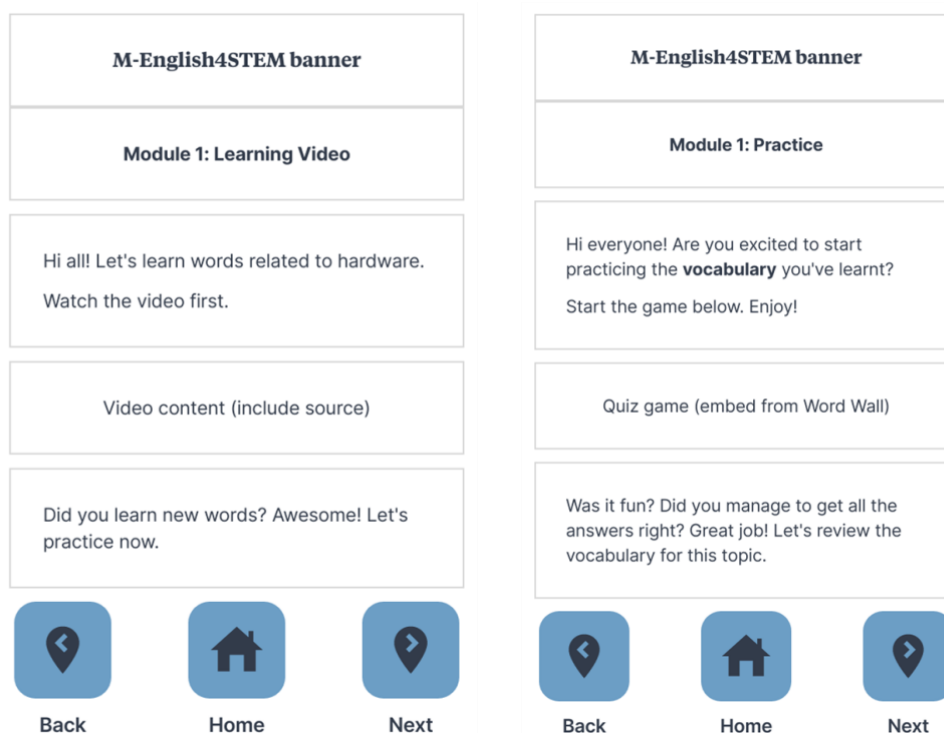 M-English4STEM banner
Module 1: Learning Video
Hi all! Let's learn words related to hardware.
Watch the video first.
Video content (include source)
Did you learn new words? Awesome! Let's
practice now.
Back
Home
Next
M-English4STEM banner
Module 1: Practice
Hi everyone! Are you excited to start
practicing the vocabulary you've learnt?
Start the game below. Enjoy!
Quiz game (embed from Word Wall)
Was it fun? Did you manage to get all the
answers right? Great job! Let's review the
vocabulary for this topic.
Back
Home
Next